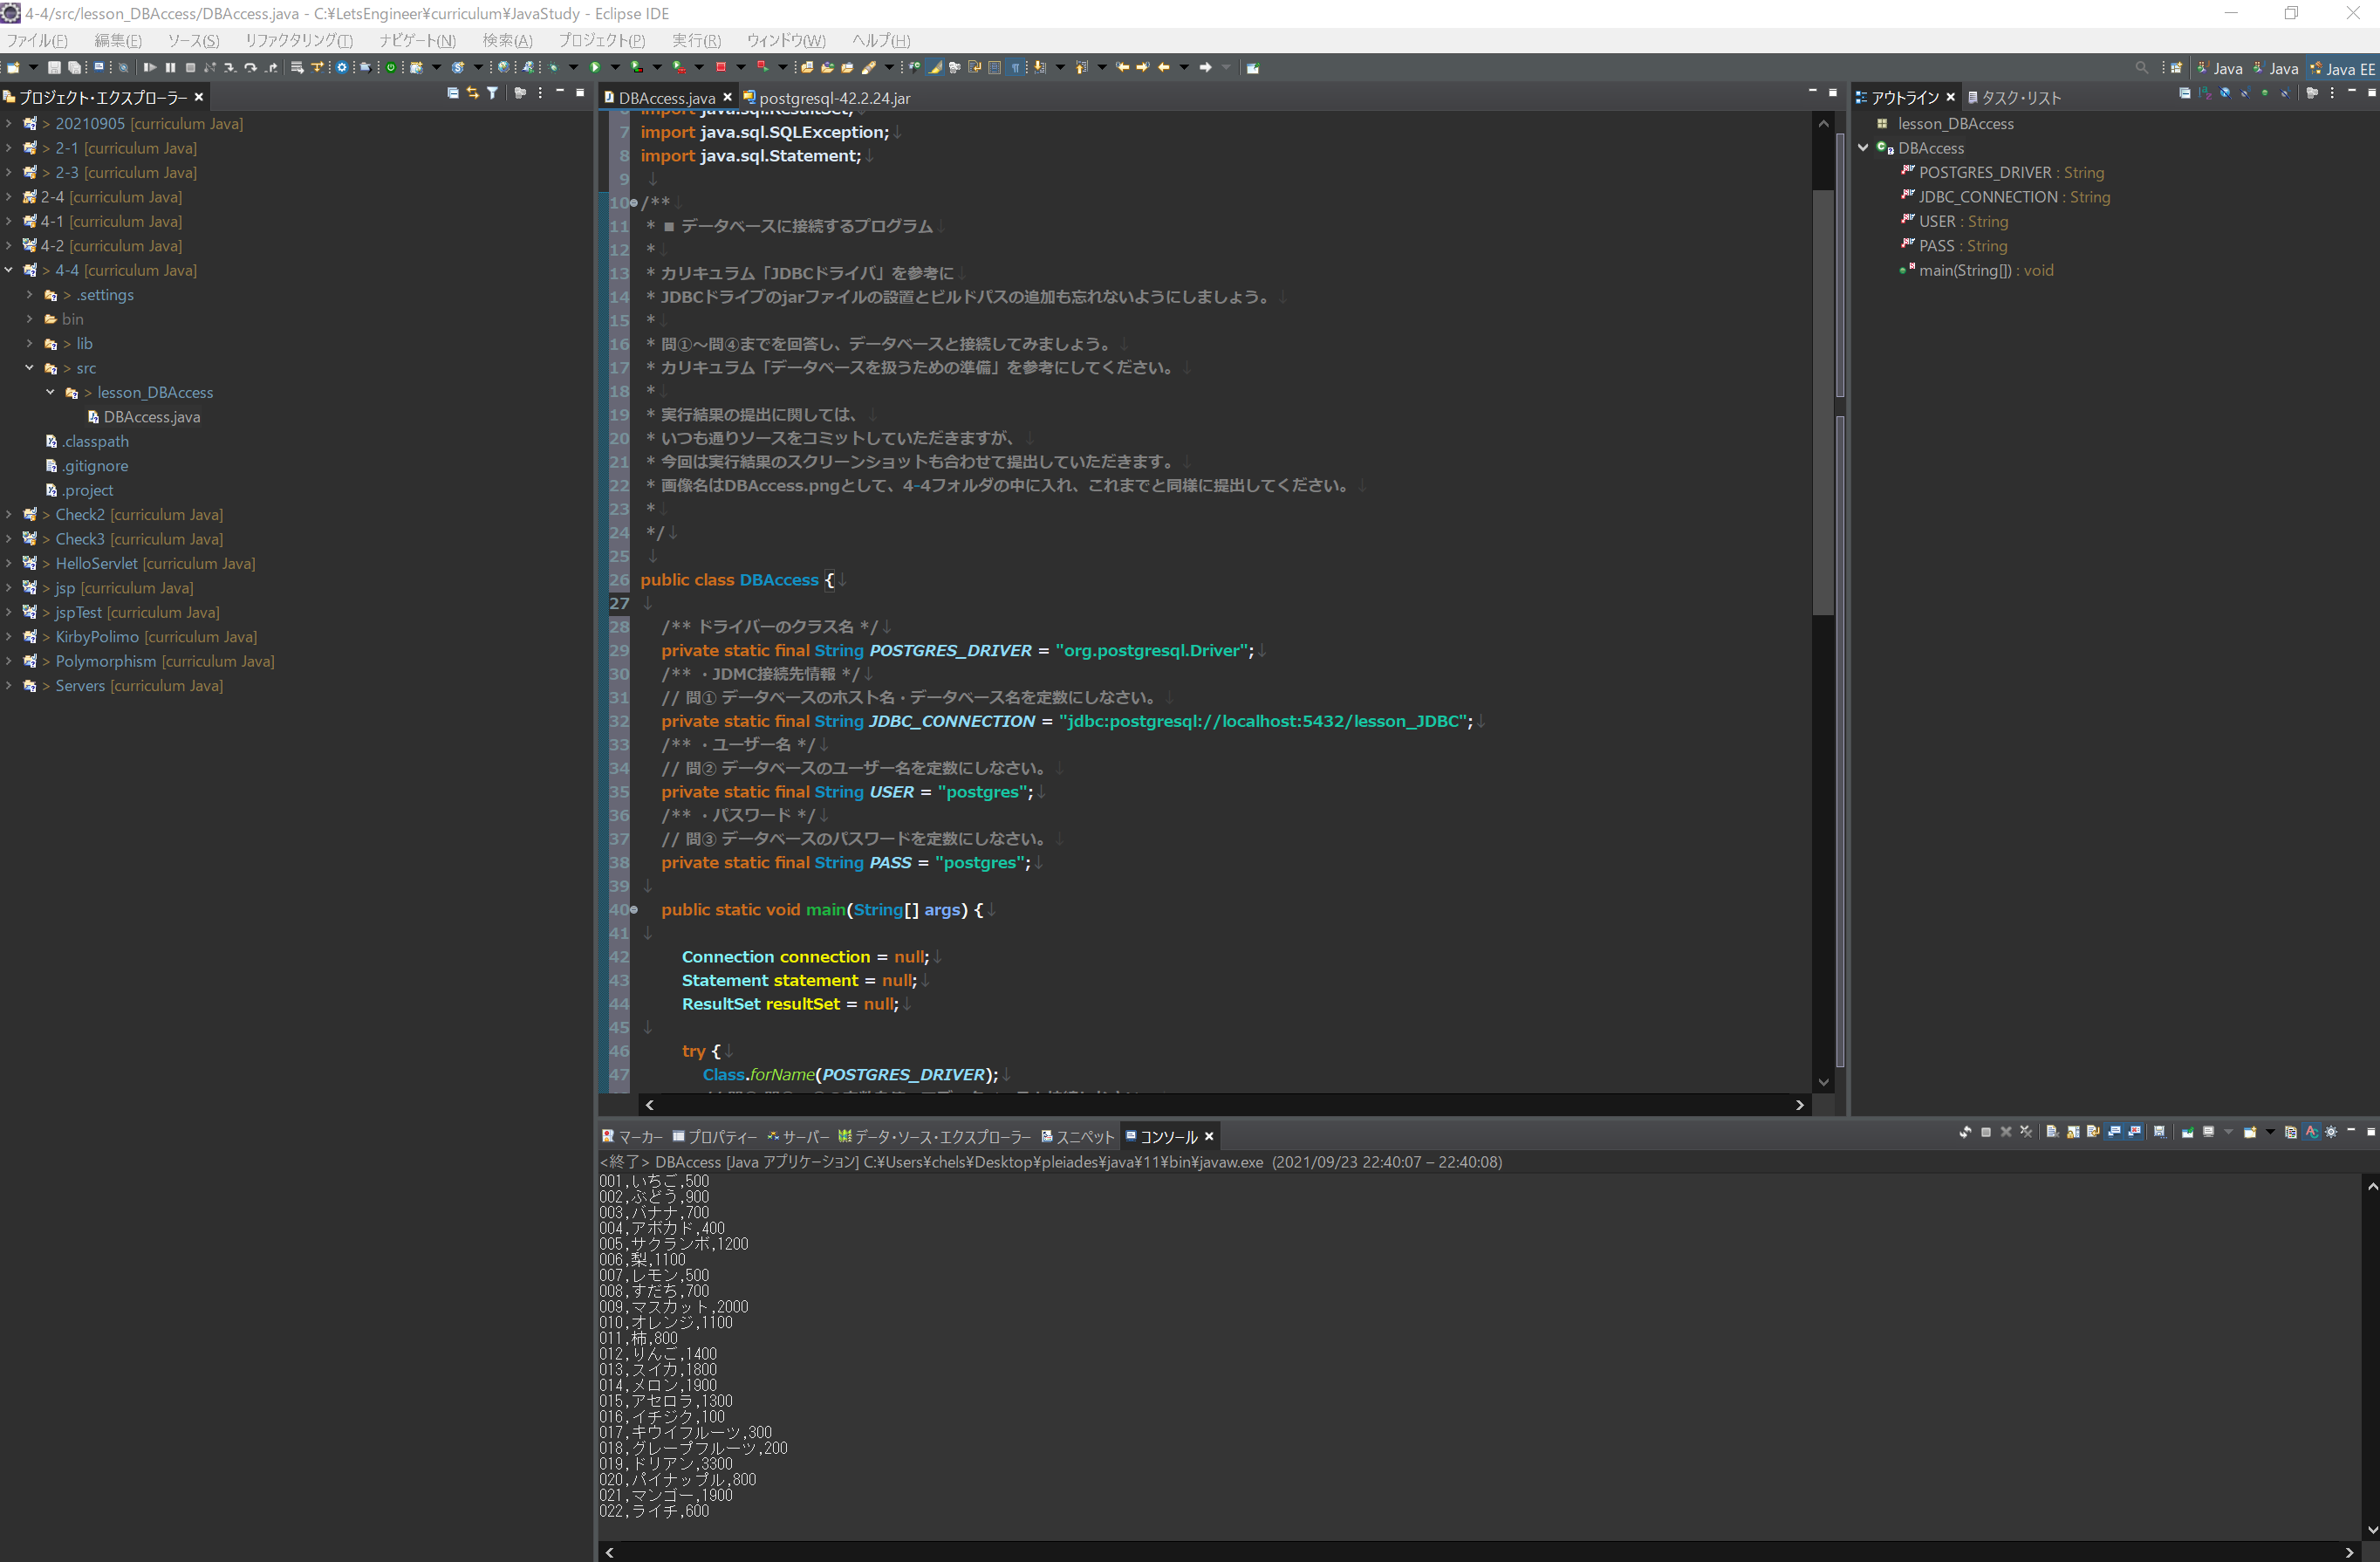 4-4/src/lesson_DBAccess/DBAccess.java - C:¥LetsEngineer¥curriculum¥JavaStudy - Eclipse IDE
ファイル(F) 編集(E) ソース(S) リファクタリング(T) ナビゲート(N) 検索(A) プロジェクト(P) 実行(R) ウィンドウ(W) ヘルプ(H)
Java Java Java EE
プロジェクト・エクスプローラー
> 20210905 [curriculum Java]
> 2-1 [curriculum Java]
> 2-3 [curriculum Java]
2-4 [curriculum Java]
4-1 [curriculum Java]
4-2 [curriculum Java]
> 4-4 [curriculum Java]
> .settings
bin
> lib
> src
> lesson_DBAccess
DBAccess.java
.classpath
.gitignore
.project
> Check2 [curriculum Java]
> Check3 [curriculum Java]
> HelloServlet [curriculum Java]
> jsp [curriculum Java]
> jspTest [curriculum Java]
> KirbyPolimo [curriculum Java]
> Polymorphism [curriculum Java]
> Servers [curriculum Java]
DBAccess.java postgresql-42.2.24.jar
6 import java.sql.ResultSet;↓
7 import java.sql.SQLException;↓
8 import java.sql.Statement;↓
9 ↓
10 /**↓
11 * ■ データベースに接続するプログラム↓
12 *↓
13 * カリキュラム「JDBCドライバ」を参考に↓
14 * JDBCドライブのjarファイルの設置とビルドパスの追加も忘れないようにしましょう。↓
15 *↓
16 * 問①～問④までを回答し、データベースと接続してみましょう。↓
17 * カリキュラム「データベースを扱うための準備」を参考にしてください。↓
18 *↓
19 * 実行結果の提出に関しては、↓
20 * いつも通りソースをコミットしていただきますが、↓
21 * 今回は実行結果のスクリーンショットも合わせて提出していただきます。↓
22 * 画像名はDBAccess.pngとして、4-4フォルダの中に入れ、これまでと同様に提出してください。↓
23 *↓
24 */↓
25 ↓
26 public class DBAccess {↓
27 ↓
28 /** ドライバーのクラス名 */↓
29 private static final String POSTGRES_DRIVER = "org.postgresql.Driver";↓
30 /** ・JDMC接続先情報 */↓
31 // 問① データベースのホスト名・データベース名を定数にしなさい。↓
32 private static final String JDBC_CONNECTION = "jdbc:postgresql://localhost:5432/lesson_JDBC";↓
33 /** ・ユーザー名 */↓
34 // 問② データベースのユーザー名を定数にしなさい。↓
35 private static final String USER = "postgres";↓
36 /** ・パスワード */↓
37 // 問③ データベースのパスワードを定数にしなさい。↓
38 private static final String PASS = "postgres";↓
39 ↓
40 public static void main(String[] args) {↓
41 ↓
42 Connection connection = null;↓
43 Statement statement = null;↓
44 ResultSet resultSet = null;↓
45 ↓
46 try {↓
47 Class.forName(POSTGRES_DRIVER);↓
アウトライン タスク・リスト
lesson_DBAccess
DBAccess
POSTGRES_DRIVER : String
JDBC_CONNECTION : String
USER : String
PASS : String
main(String[]) : void
マーカー プロパティー サーバー データ・ソース・エクスプローラー スニペット コンソール
<終了> DBAccess [Java アプリケーション] C:¥Users¥chels¥Desktop¥pleiades¥java¥11¥bin¥javaw.exe (2021/09/23 22:40:07 – 22:40:08)
001,いちご,500
002,ぶどう,900
003,バナナ,700
004,アボカド,400
005,サクランボ,1200
006,梨,1100
007,レモン,500
008,すだち,700
009,マスカット,2000
010,オレンジ,1100
011,柿,800
012,りんご,1400
013,スイカ,1800
014,メロン,1900
015,アセロラ,1300
016,イチジク,100
017,キウイフルーツ,300
018,グレープフルーツ,200
019,ドリアン,3300
020,パイナップル,800
021,マンゴー,1900
022,ライチ,600